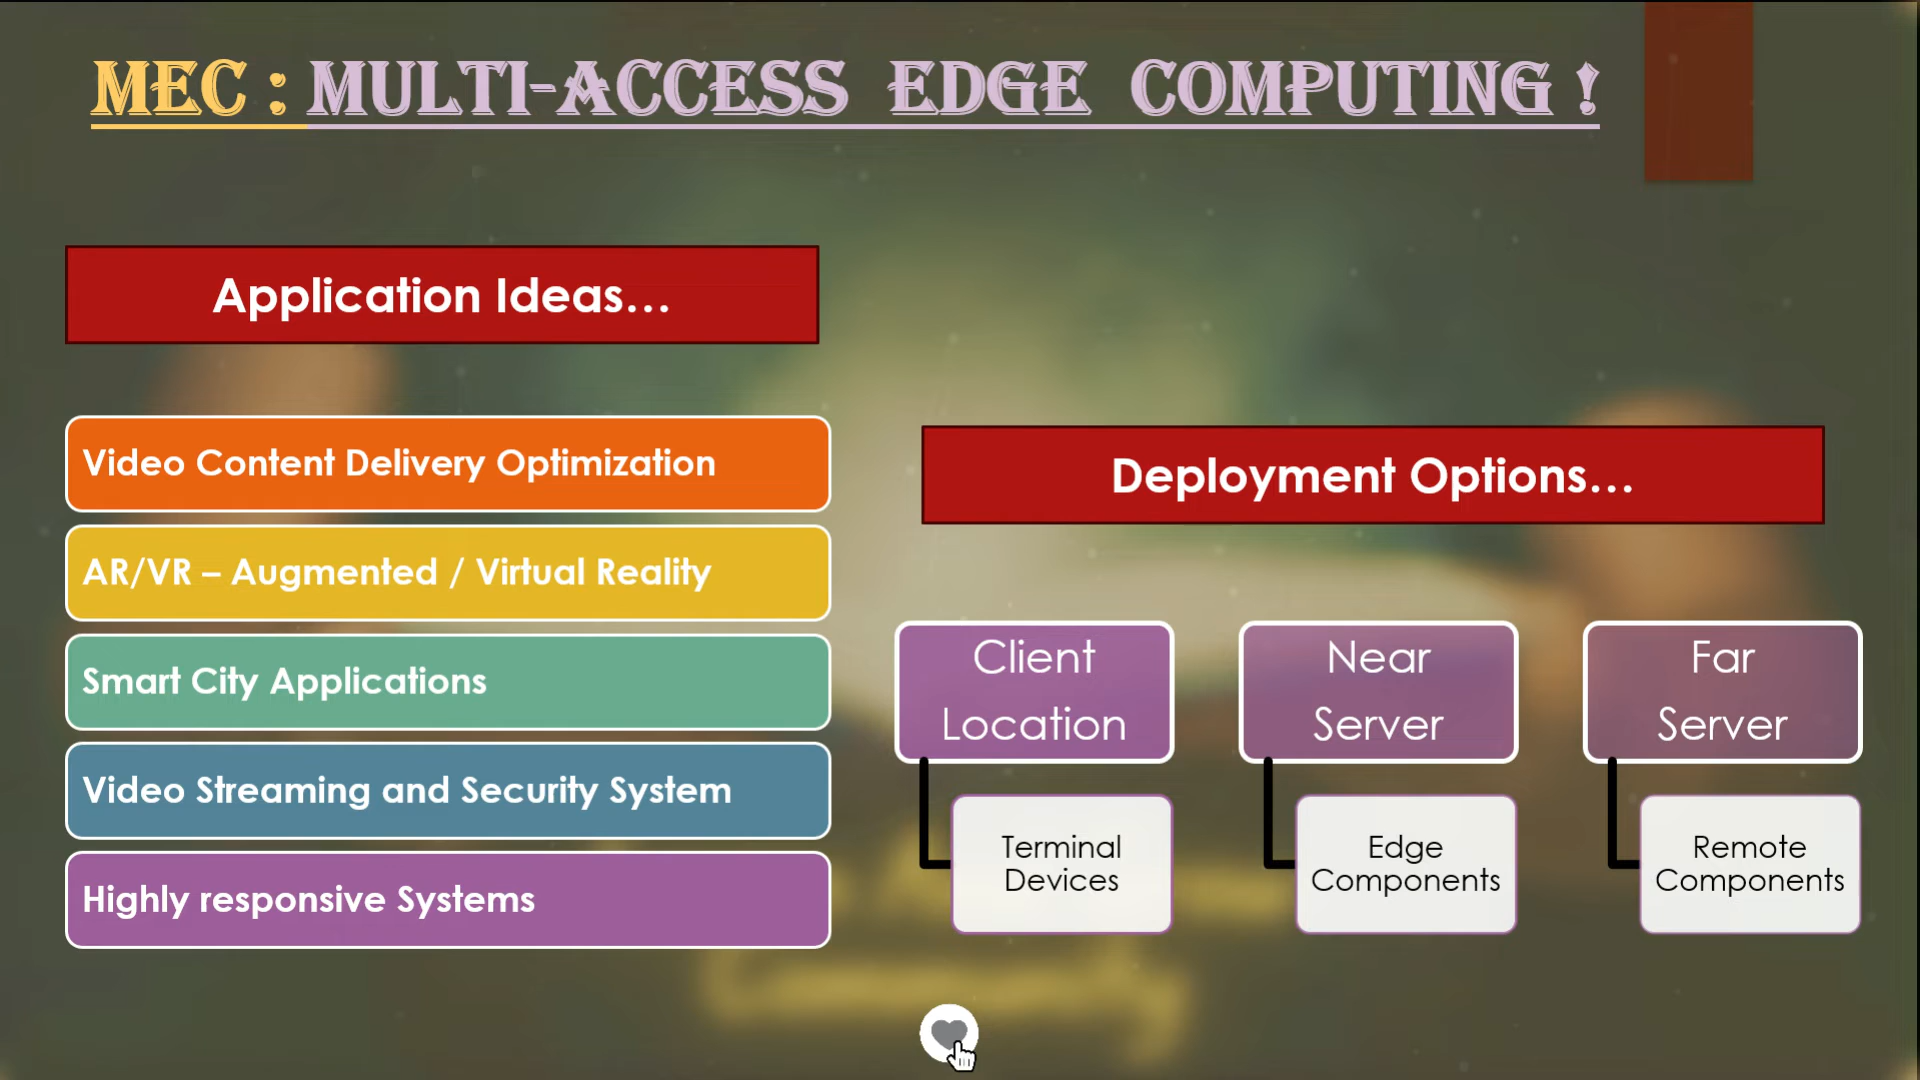 MEC : MULTI-ACCESS EDGE COMPUTING !
Application Ideas...
Video Content Delivery Optimization
AR/VR – Augmented / Virtual Reality
Smart City Applications
Video Streaming and Security System
Highly responsive Systems
Deployment Options...
Client
Location
Terminal
Devices
Near
Server
Edge
Components
Far
Server
Remote
Components